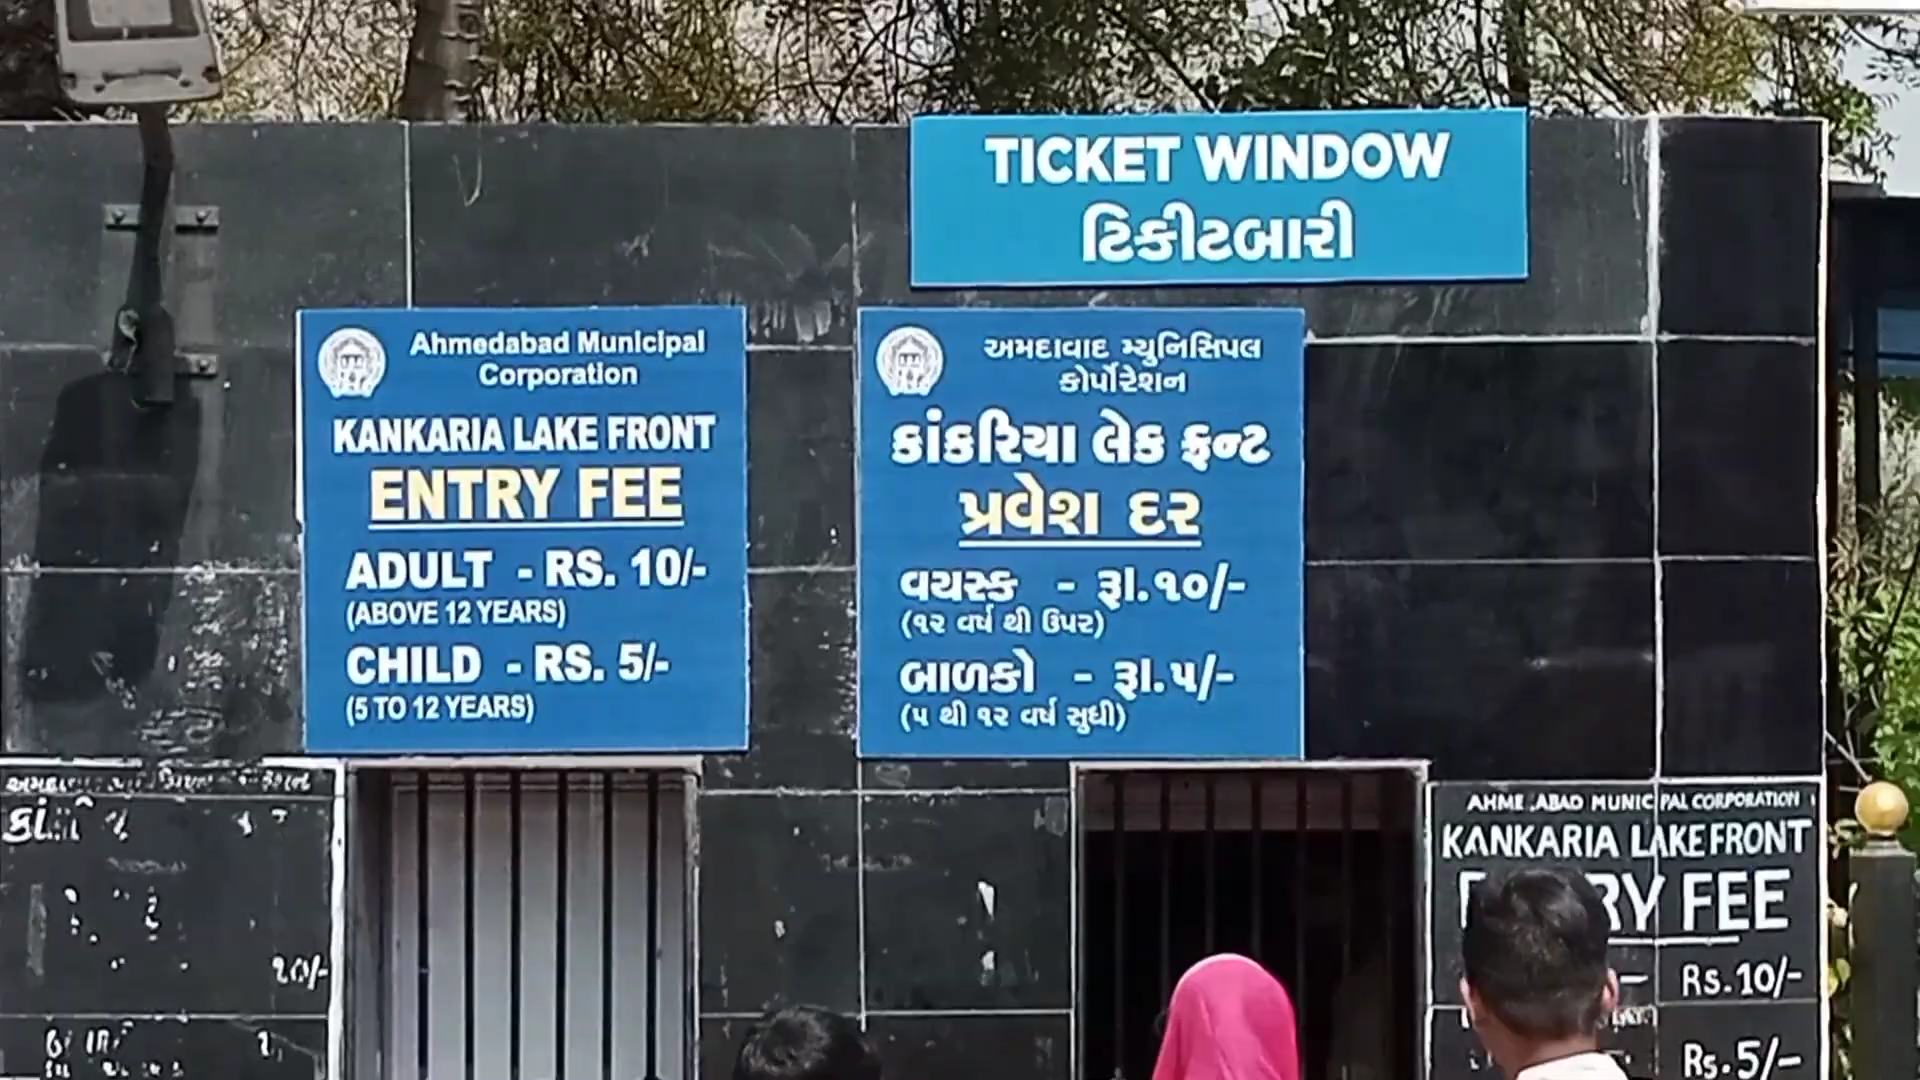 TICKET WINDOW
ટિકીટબારી
Ahmedabad Municipal
Corporation
KANKARIA LAKE FRONT
ENTRY FEE
ADULT - RS. 10/-
(ABOVE 12 YEARS)
CHILD - RS. 5/-
(5 TO 12 YEARS)
અમદાવાદ મ્યુનિસિપલ
કોર્પોરેશન
કાંકરિયા લેક ફ્રન્ટ
પ્રવેશ દર
વયસ્ક - રૂા.૧૦/-
(૧૨ વર્ષ થી ઉપર)
બાળકો - રૂા.૫/-
(૫ થી ૧૨ વર્ષ સુધી)
MUNICIPAL CORPORATION
KANKARIA LAKE FRONT
FEE
- Rs.10/-
Rs.5/-